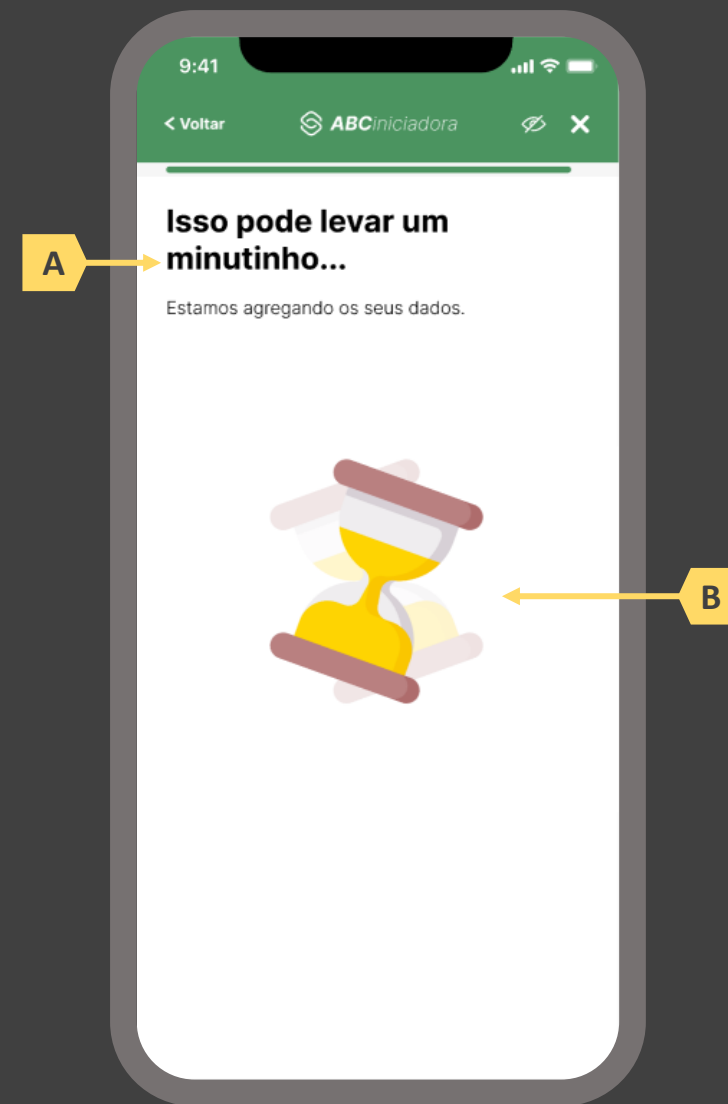 9:41
< Voltar
ABCiniciadora
Isso pode levar um
minutinho...
A
Estamos agregando os seus dados.
B